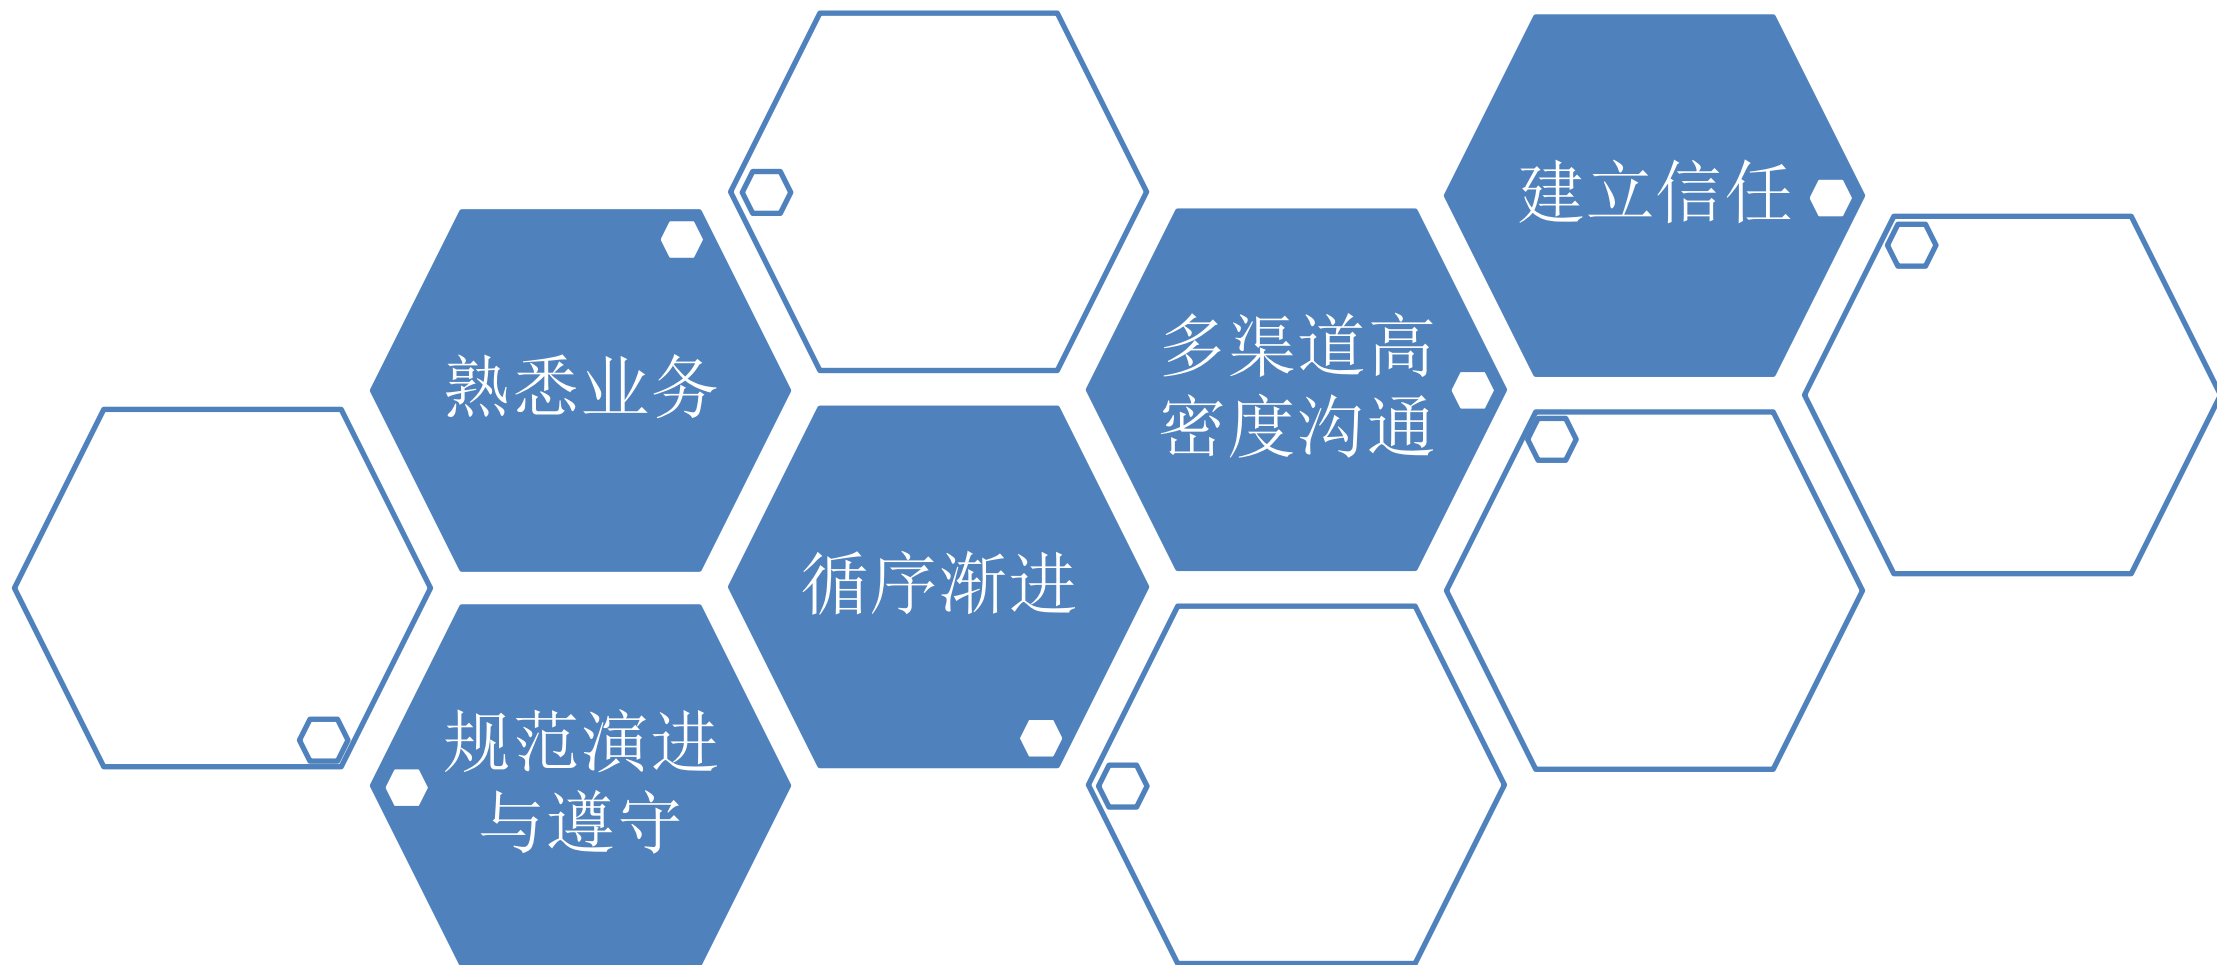 建立信任
多渠道高
密度沟通
熟悉业务
循序渐进
规范演进
与遵守